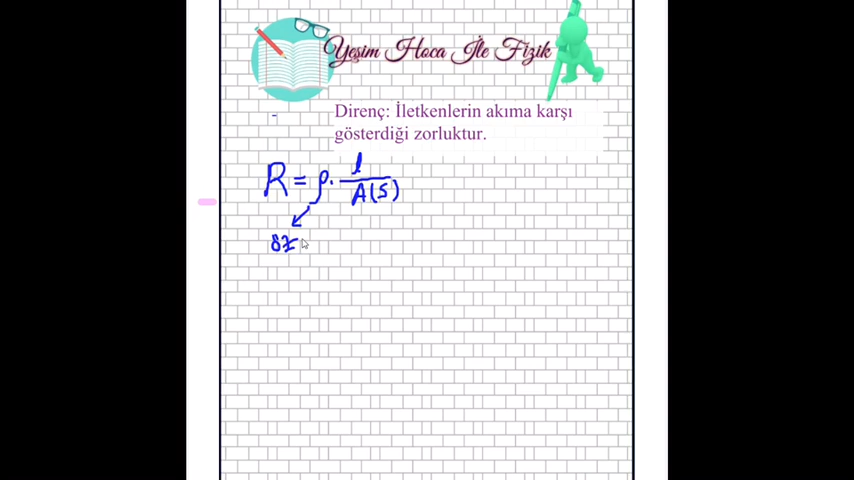 Yeşim Hoca İle Fizik
- Direnç: İletkenlerin akıma karşı
gösterdiği zorluktur.
R = ρ. l / A(S)
öz